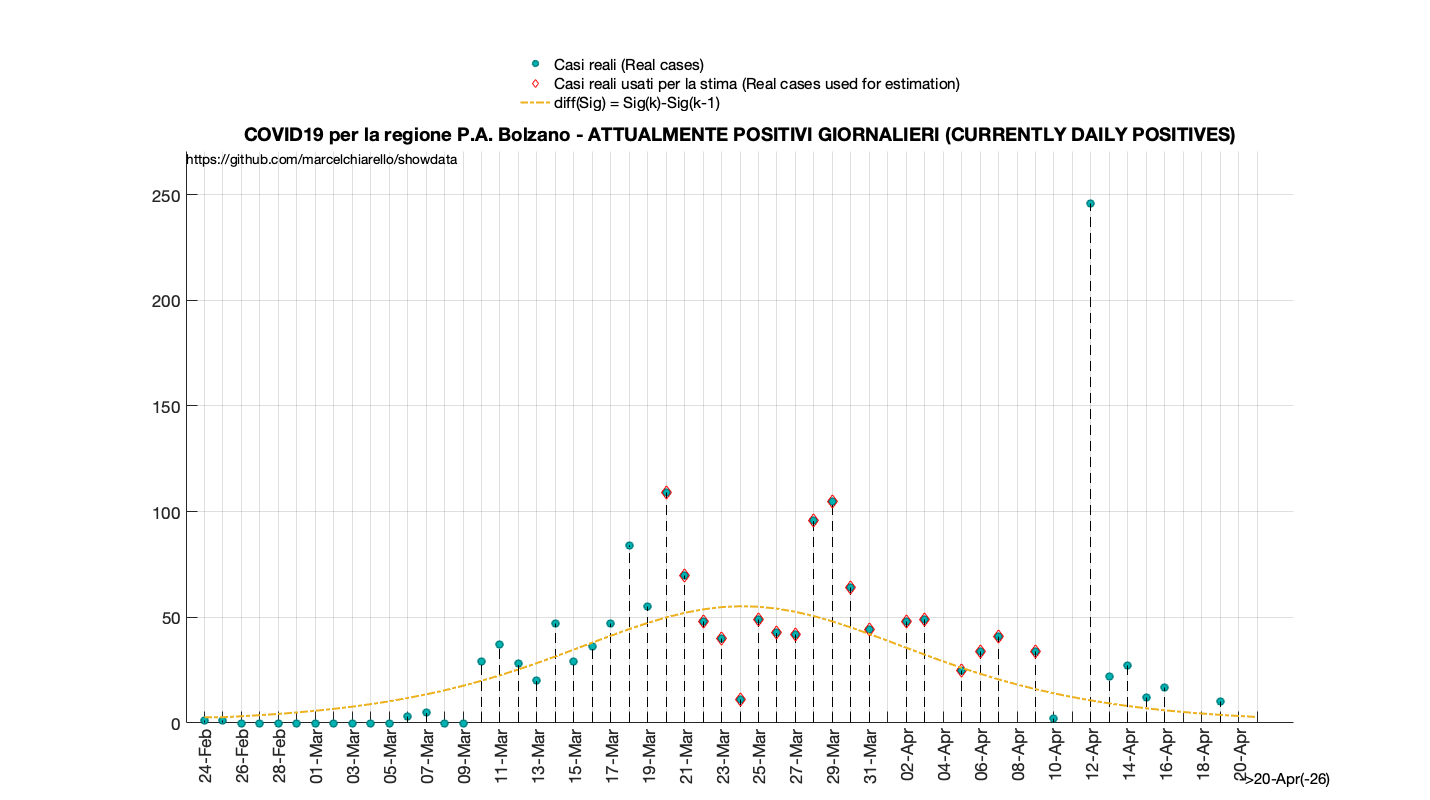 Casi reali (Real cases)
Casi reali usati per la stima (Real cases used for estimation)
diff(Sig) = Sig(k)-Sig(k-1)
COVID19 per la regione P.A. Bolzano - ATTUALMENTE POSITIVI GIORNALIERI (CURRENTLY DAILY POSITIVES)
https://github.com/marcelchiarello/showdata
250
200
150
100
50
0
24-Feb
26-Feb
28-Feb
01-Mar
03-Mar
05-Mar
07-Mar
09-Mar
11-Mar
13-Mar
15-Mar
17-Mar
19-Mar
21-Mar
23-Mar
25-Mar
27-Mar
29-Mar
31-Mar
02-Apr
04-Apr
06-Apr
08-Apr
10-Apr
12-Apr
14-Apr
16-Apr
18-Apr
20-Apr
>20-Apr(-26)